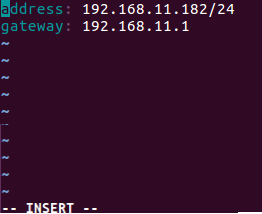 address: 192.168.11.182/24
gateway: 192.168.11.1
~
~
~
~
~
~
~
~
-- INSERT --